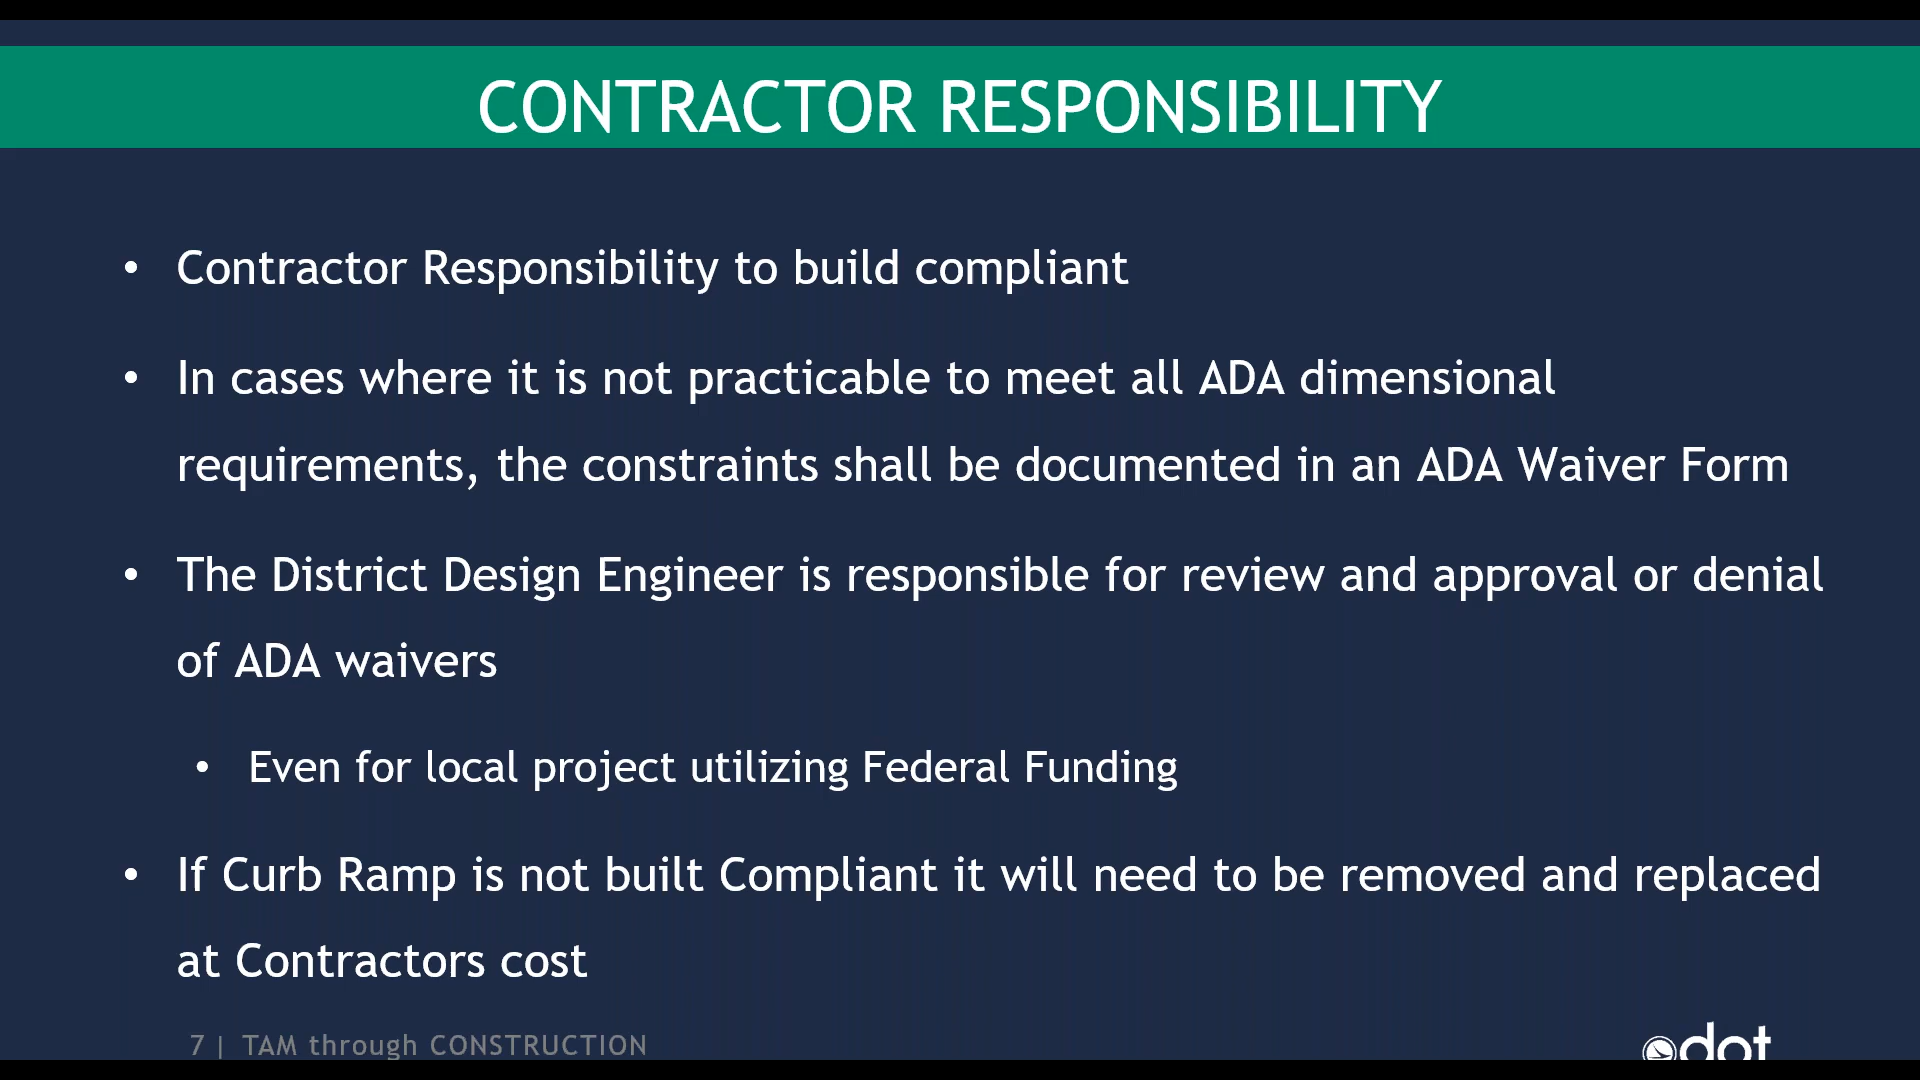 CONTRACTOR RESPONSIBILITY
• Contractor Responsibility to build compliant
• In cases where it is not practicable to meet all ADA dimensional
requirements, the constraints shall be documented in an ADA Waiver Form
• The District Design Engineer is responsible for review and approval or denial
of ADA waivers
• Even for local project utilizing Federal Funding
• If Curb Ramp is not built Compliant it will need to be removed and replaced
at Contractors cost
7 | TAM through CONSTRUCTION
odot